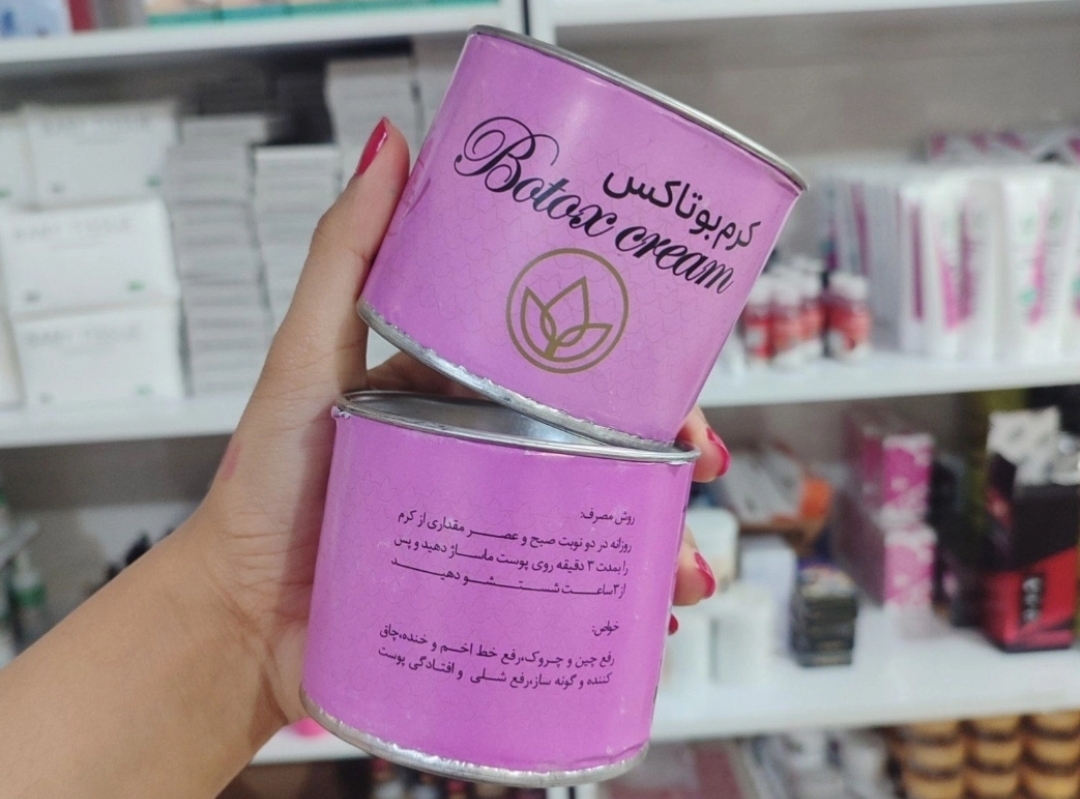 کرم بوتاکس
Botox cream
روش مصرف:
روزانه در دو نوبت صبح و عصر مقداری از کرم
را بمدت ۳ دقیقه روی پوست ماساژ دهید و پس
از ۳ساعت شستشو دهید
خواص:
رفع چین و چروک،رفع خط اخم و خنده،چاق
کننده و گونه ساز،رفع شلی و افتادگی پوست